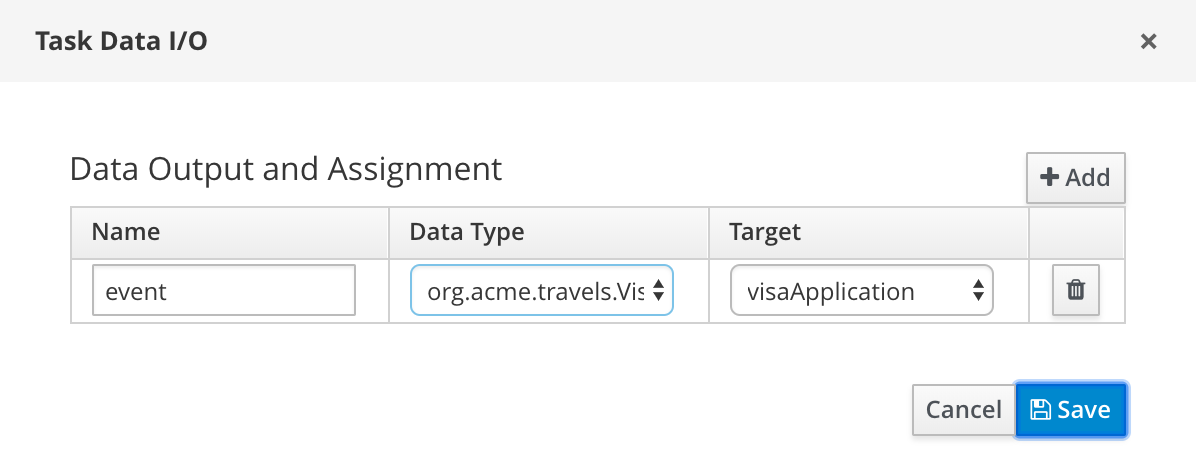 Task Data I/O ×
Data Output and Assignment
Add
Name Data Type Target
event org.acme.travels.Vis visaApplication
Cancel Save